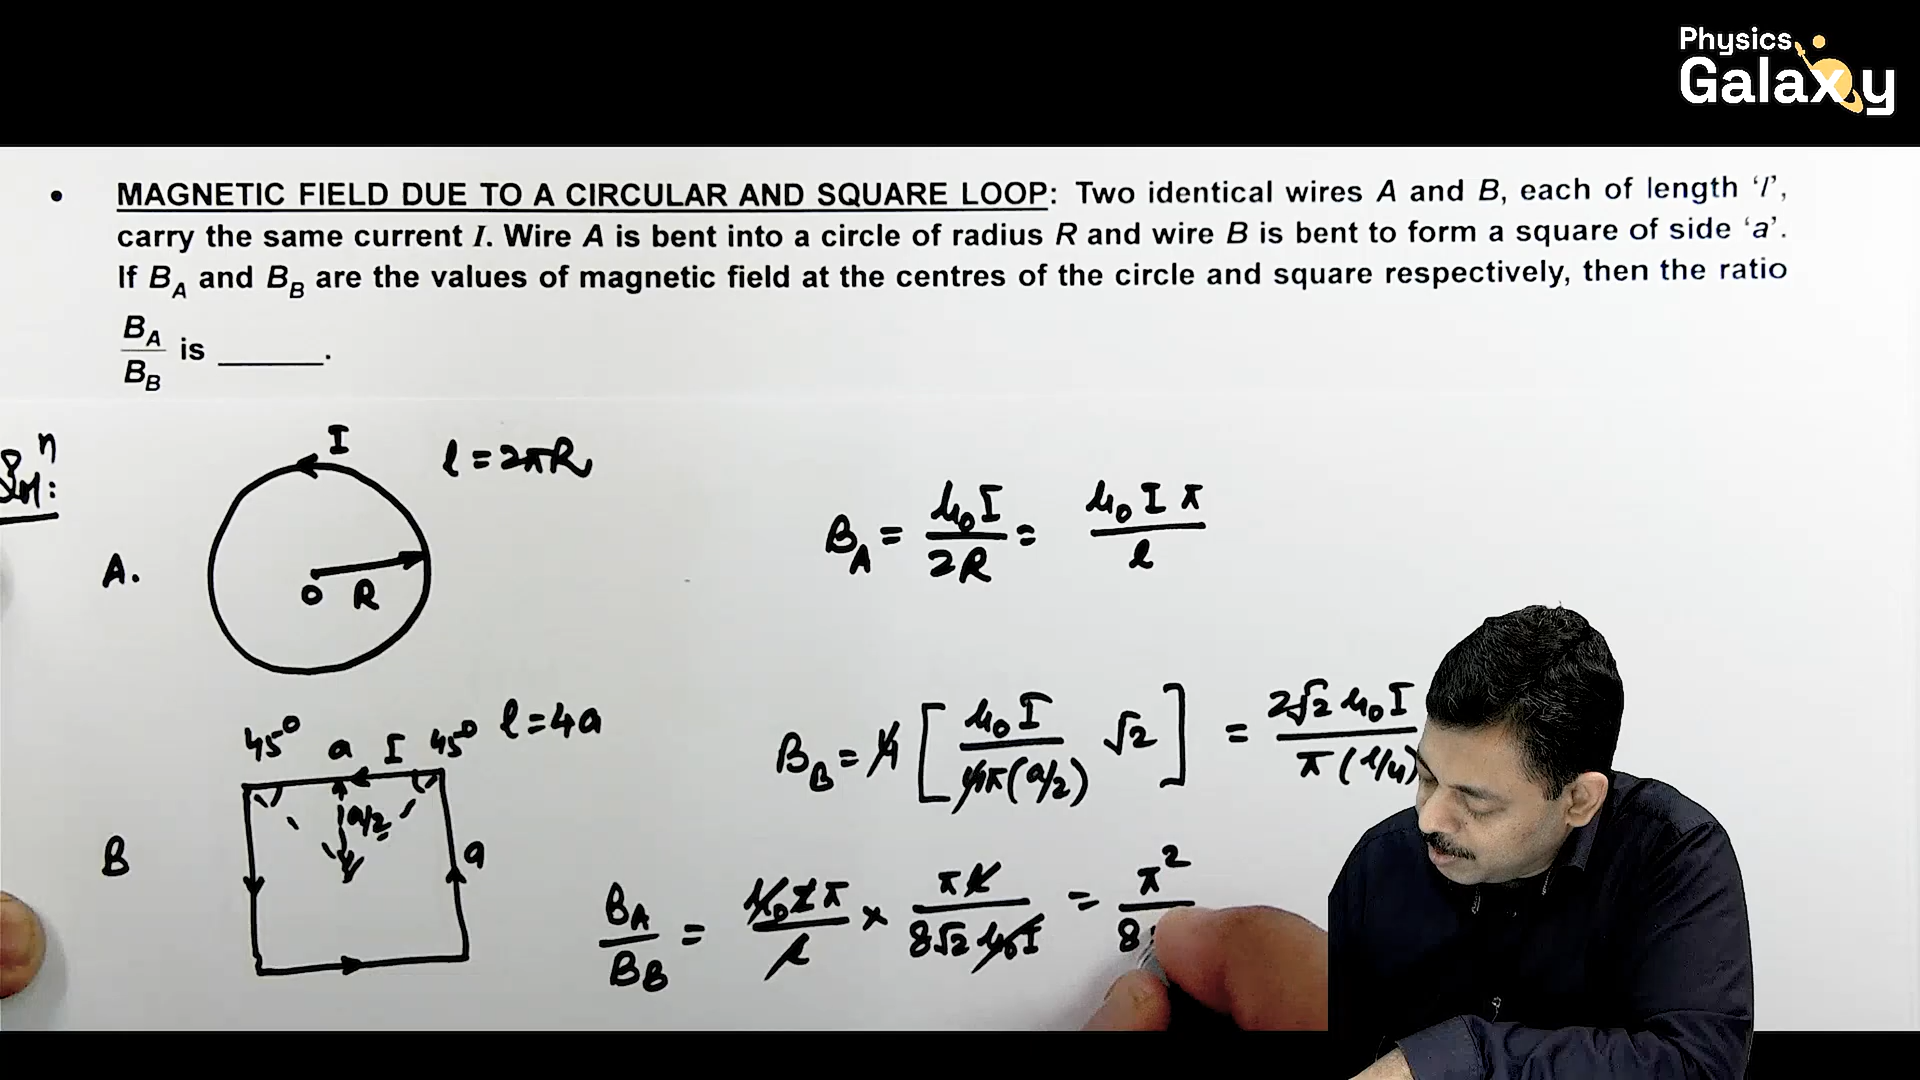 Physics
Galaxy
• MAGNETIC FIELD DUE TO A CIRCULAR AND SQUARE LOOP: Two identical wires A and B, each of length ‘l’,
carry the same current I. Wire A is bent into a circle of radius R and wire B is bent to form a square of side ‘a’.
If B_A and B_B are the values of magnetic field at the centres of the circle and square respectively, then the ratio
B_A/B_B is ______.
Solⁿ:
I
l = 2πR
B_A = μ₀I/2R = μ₀Iπ/l
A.
O R
45° a I 45°
l = 4a
B_B = 4[μ₀I/4π(a/2) √2] = 2√2 μ₀I/π(l/4)
a/2
B
a
B_A/B_B = μ₀Iπ/l × πl/8√2 μ₀I = π²/8